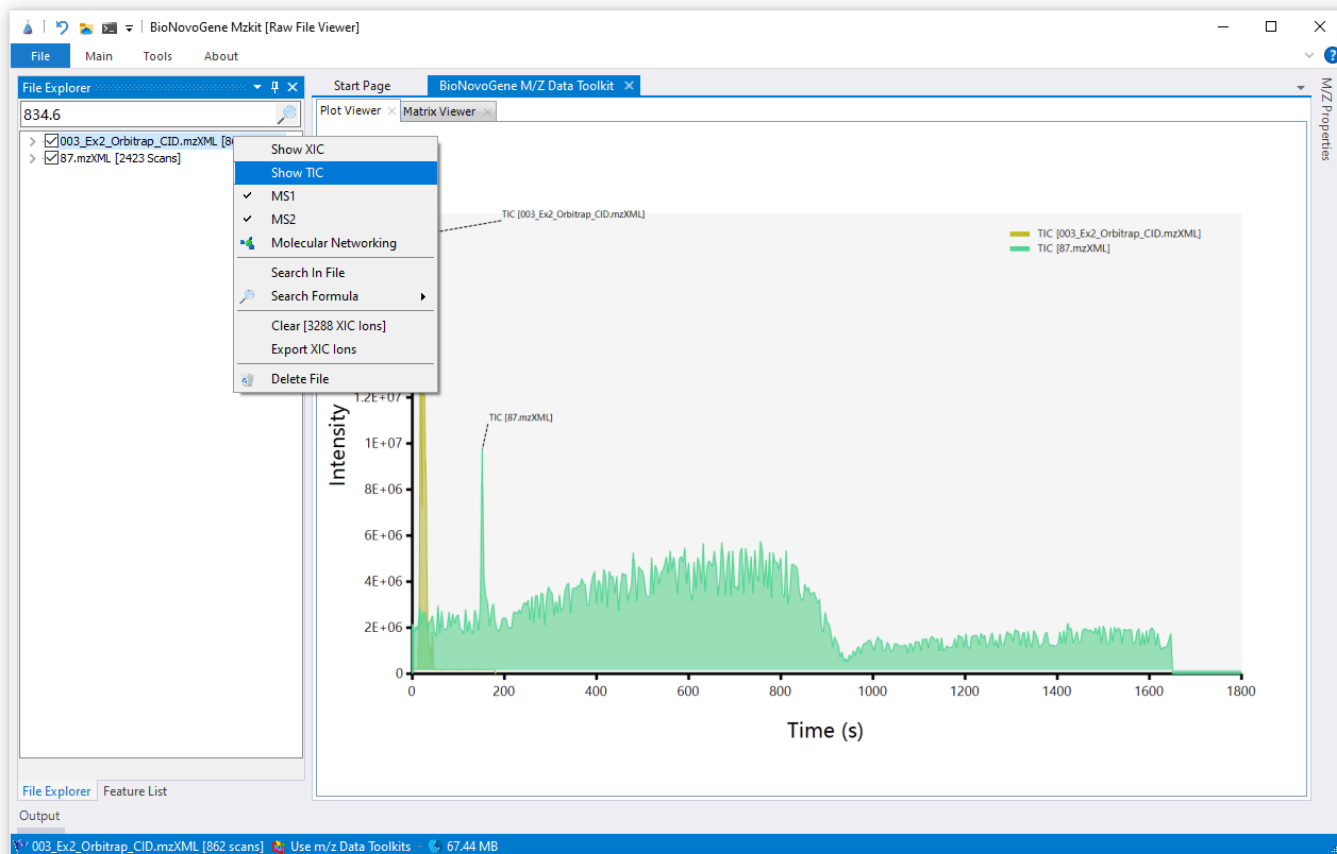 BioNovoGene Mzkit [Raw File Viewer]
File Main Tools About
File Explorer
834.6
003_Ex2_Orbitrap_CID.mzXML [8
87.mzXML [2423 Scans]
Show XIC
Show TIC
MS1
MS2
Molecular Networking
Search In File
Search Formula
Clear [3288 XIC Ions]
Export XIC Ions
Delete File
File Explorer Feature List
Start Page BioNovoGene M/Z Data Toolkit
Plot Viewer Matrix Viewer
TIC [003_Ex2_Orbitrap_CID.mzXML]
TIC [003_Ex2_Orbitrap_CID.mzXML]
TIC [87.mzXML]
TIC [87.mzXML]
Intensity
1.2E+07
1E+07
8E+06
6E+06
4E+06
2E+06
0
0 200 400 600 800 1000 1200 1400 1600 1800
Time (s)
M/Z Properties
Output
003_Ex2_Orbitrap_CID.mzXML [862 scans] Use m/z Data Toolkits 67.44 MB